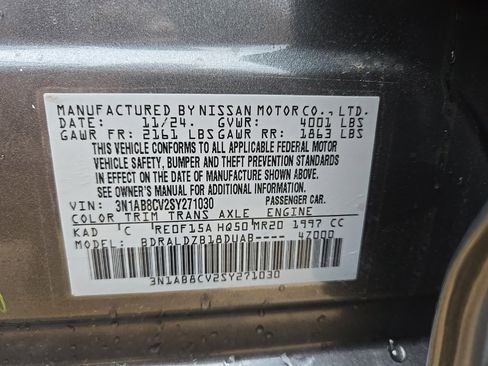 MANUFACTURED BY NISSAN MOTOR CO., LTD.
DATE: 11/24. GVWR: 4001 LBS
GAWR FR: 2161 LBS GAWR RR: 1863 LBS
THIS VEHICLE CONFORMS TO ALL APPLICABLE FEDERAL MOTOR
VEHICLE SAFETY, BUMPER AND THEFT PREVENTION STANDARDS
IN EFFECT ON THE DATE OF MANUFACTURE SHOWN ABOVE.
SEE OWNER'S MANUAL FOR ADDITIONAL INFORMATION.
VIN: 3N1AB8CV2SY271030 PASSENGER CAR.
COLOR TRIM TRANS AXLE ENGINE
KAD C RE0F15A HQ50 MR20 1997 CC
MODEL: BDRALDZB18DUAB---- 47000
3N1AB8CV2SY271030